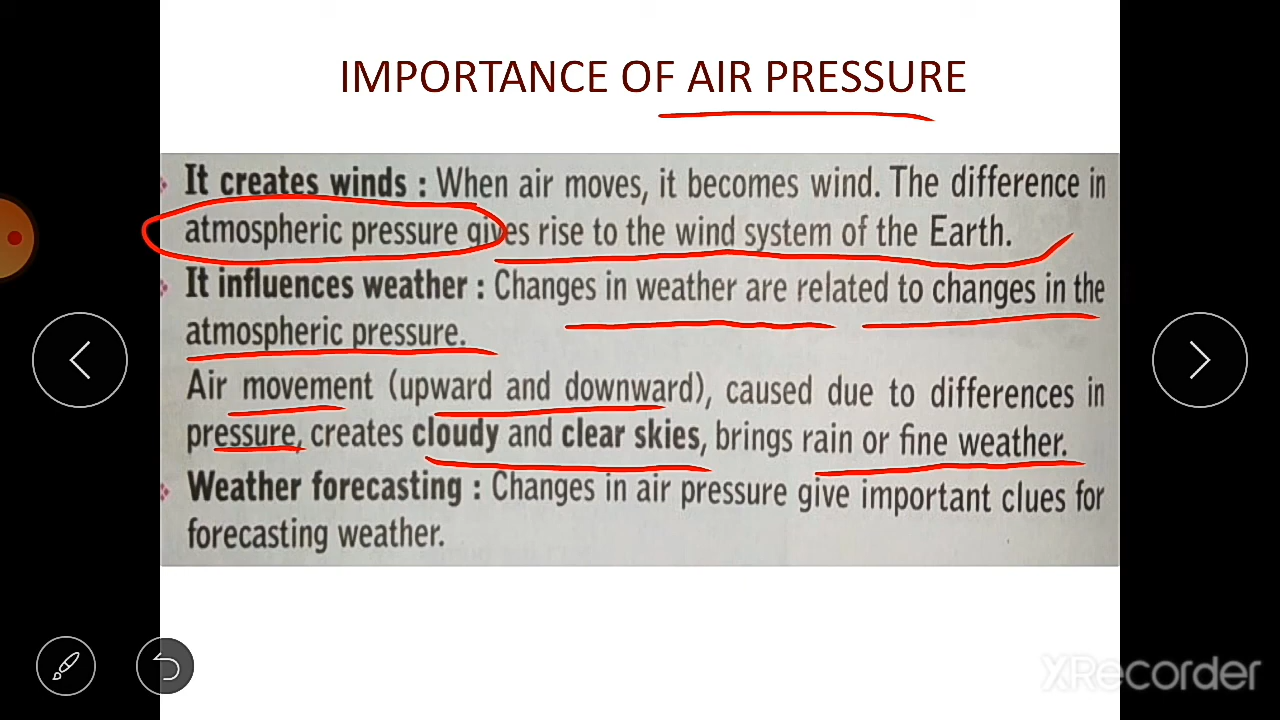 IMPORTANCE OF AIR PRESSURE
It creates winds : When air moves, it becomes wind. The difference in
atmospheric pressure gives rise to the wind system of the Earth.
It influences weather : Changes in weather are related to changes in the
atmospheric pressure.
Air movement (upward and downward), caused due to differences in
pressure, creates cloudy and clear skies, brings rain or fine weather.
Weather forecasting : Changes in air pressure give important clues for
forecasting weather.
XRecorder